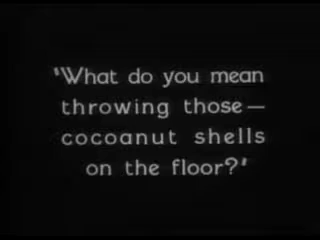 "What do you mean
throwing those—
cocoanut shells
on the floor?"